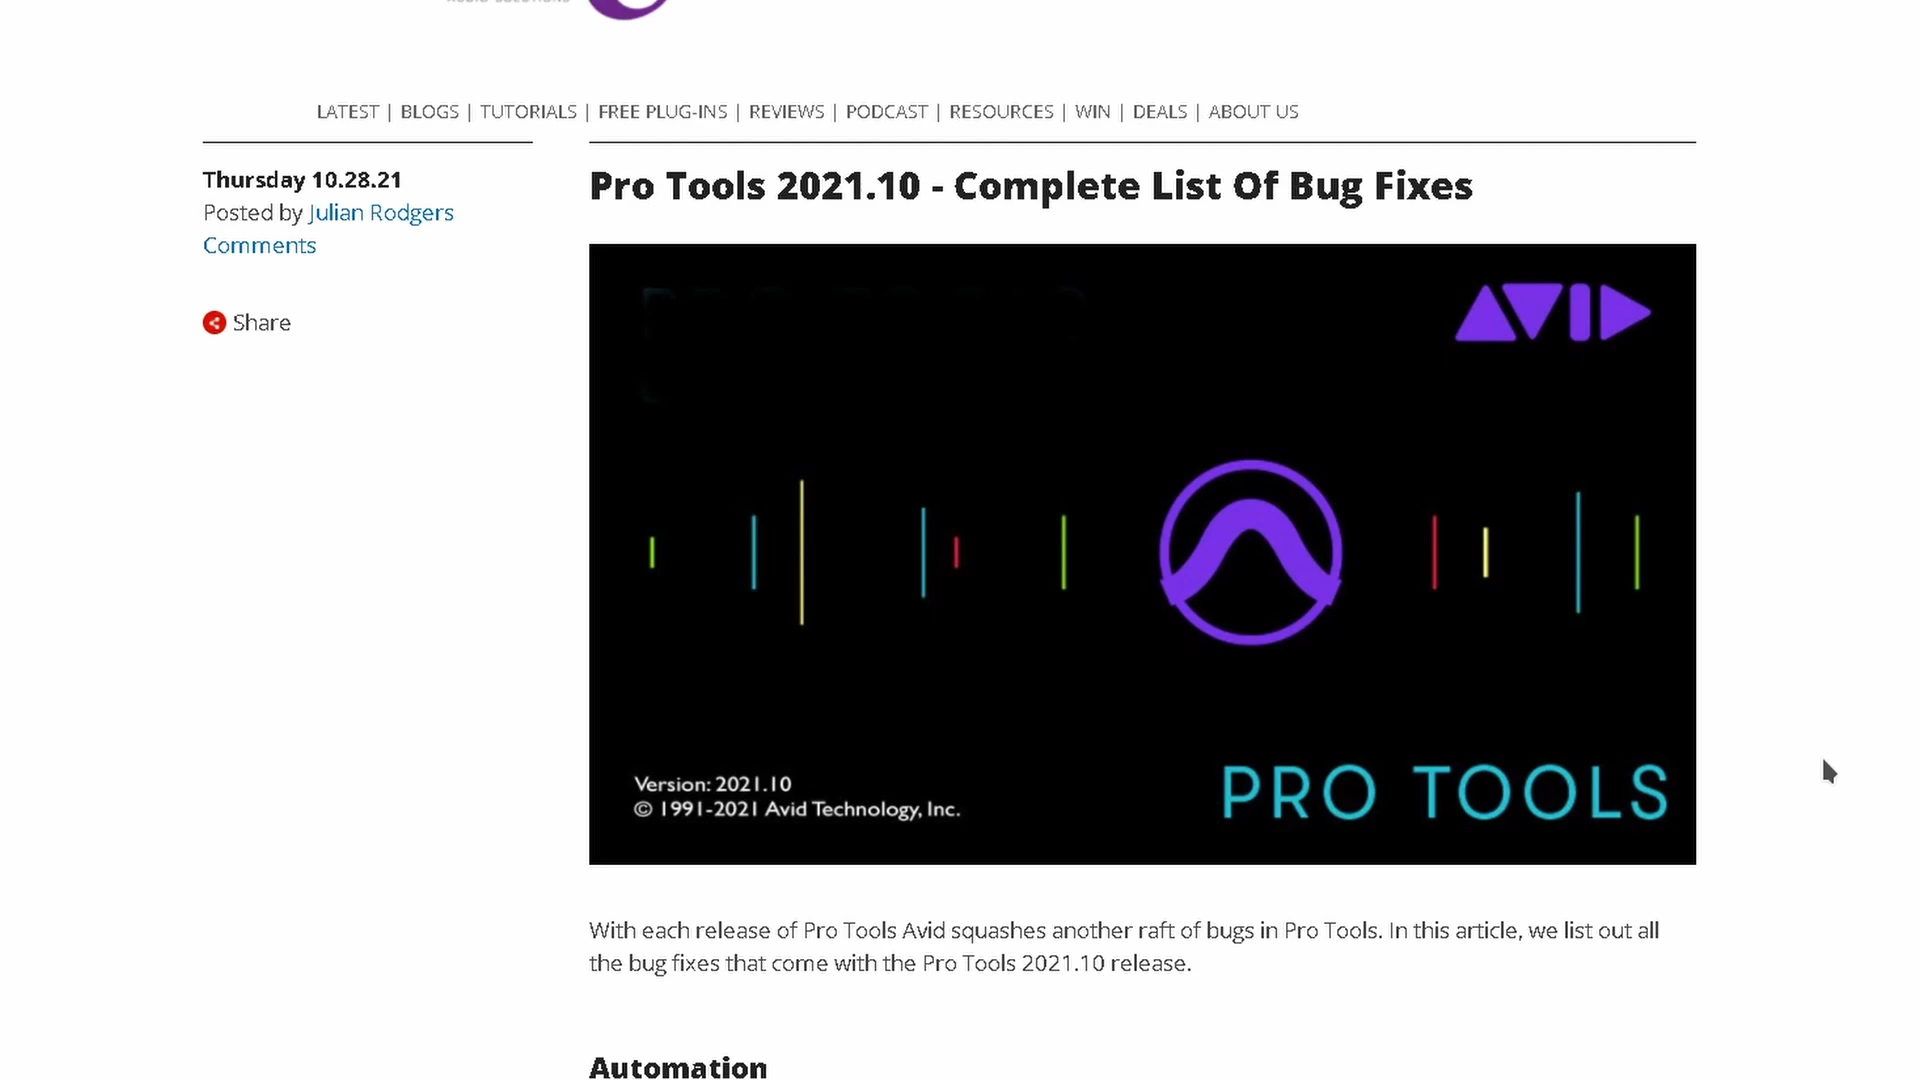 LATEST | BLOGS | TUTORIALS | FREE PLUG-INS | REVIEWS | PODCAST | RESOURCES | WIN | DEALS | ABOUT US
Thursday 10.28.21
Posted by Julian Rodgers
Comments
Share
Pro Tools 2021.10 - Complete List Of Bug Fixes
AVID
Version: 2021.10
© 1991-2021 Avid Technology, Inc.
PRO TOOLS
With each release of Pro Tools Avid squashes another raft of bugs in Pro Tools. In this article, we list out all
the bug fixes that come with the Pro Tools 2021.10 release.
Automation